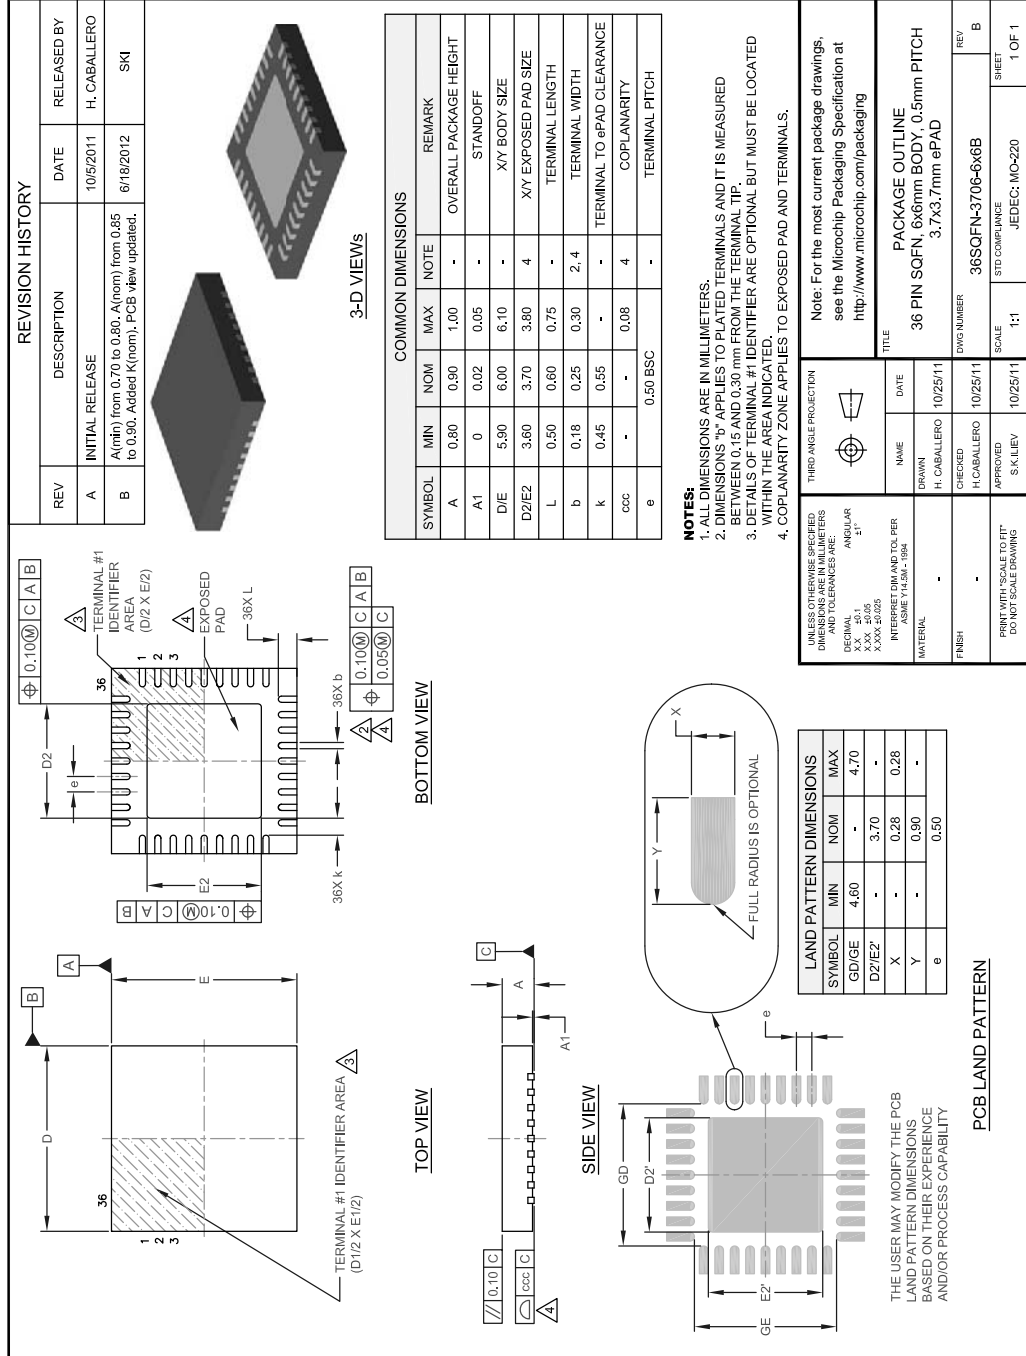 REVISION HISTORY
REV DESCRIPTION DATE RELEASED BY
A INITIAL RELEASE 10/5/2011 H. CABALLERO
B A(min) from 0.70 to 0.80. A(nom) from 0.85 to 0.90. Added K(nom). PCB view updated. 6/18/2012 SKI
B
A
D
E
36
1
2
3
TERMINAL #1 IDENTIFIER AREA
(D1/2 X E1/2)
3
TOP VIEW
⌖ 0.10Ⓜ C A B
D2
e
36
1
2
3
3
TERMINAL #1
IDENTIFIER
AREA
(D/2 X E/2)
4
EXPOSED
PAD
36X L
E2
⌖ 0.10Ⓜ C A B
36X k
36X b
2
4
⌖ 0.10Ⓜ C A B
0.05Ⓜ C
BOTTOM VIEW
3-D VIEWs
// 0.10 C
ccc C
4
C
A
A1
SIDE VIEW
COMMON DIMENSIONS
SYMBOL MIN NOM MAX NOTE REMARK
A 0.80 0.90 1.00 - OVERALL PACKAGE HEIGHT
A1 0 0.02 0.05 - STANDOFF
D/E 5.90 6.00 6.10 - X/Y BODY SIZE
D2/E2 3.60 3.70 3.80 4 X/Y EXPOSED PAD SIZE
L 0.50 0.60 0.75 - TERMINAL LENGTH
b 0.18 0.25 0.30 2, 4 TERMINAL WIDTH
k 0.45 0.55 - - TERMINAL TO ePAD CLEARANCE
ccc - - 0.08 4 COPLANARITY
e 0.50 BSC - TERMINAL PITCH
NOTES:
1. ALL DIMENSIONS ARE IN MILLIMETERS.
2. DIMENSIONS "b" APPLIES TO PLATED TERMINALS AND IT IS MEASURED
BETWEEN 0.15 AND 0.30 mm FROM THE TERMINAL TIP.
3. DETAILS OF TERMINAL #1 IDENTIFIER ARE OPTIONAL BUT MUST BE LOCATED
WITHIN THE AREA INDICATED.
4. COPLANARITY ZONE APPLIES TO EXPOSED PAD AND TERMINALS.
GD
D2'
E2'
GE
e
X
Y
FULL RADIUS IS OPTIONAL
THE USER MAY MODIFY THE PCB
LAND PATTERN DIMENSIONS
BASED ON THEIR EXPERIENCE
AND/OR PROCESS CAPABILITY
LAND PATTERN DIMENSIONS
SYMBOL MIN NOM MAX
GD/GE 4.60 - 4.70
D2'/E2' - 3.70 -
X - 0.28 0.28
Y - 0.90 -
e 0.50
PCB LAND PATTERN
UNLESS OTHERWISE SPECIFIED
DIMENSIONS ARE IN MILLIMETERS
AND TOLERANCES ARE:
DECIMAL ANGULAR
X.X ±0.1 ±1°
X.XX ±0.05
X.XXX ±0.025
INTERPRET DIM AND TOL PER
ASME Y14.5M - 1994
MATERIAL
-
FINISH
-
PRINT WITH "SCALE TO FIT"
DO NOT SCALE DRAWING
THIRD ANGLE PROJECTION
NAME DATE
DRAWN
H. CABALLERO 10/25/11
CHECKED
H.CABALLERO 10/25/11
APPROVED
S.K.ILIEV 10/25/11
Note: For the most current package drawings,
see the Microchip Packaging Specification at
http://www.microchip.com/packaging
TITLE
PACKAGE OUTLINE
36 PIN SQFN, 6x6mm BODY, 0.5mm PITCH
3.7x3.7mm ePAD
DWG NUMBER
36SQFN-3706-6x6B
REV
B
SCALE
1:1
STD COMPLIANCE
JEDEC: MO-220
SHEET
1 OF 1